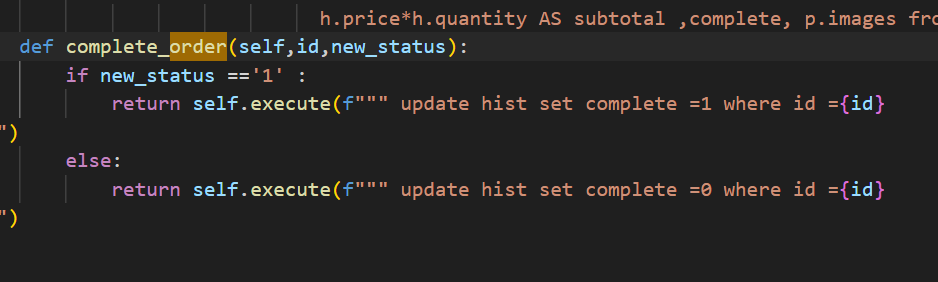 h.price*h.quantity AS subtotal ,complete, p.images fro
def complete_order(self,id,new_status):
if new_status =='1' :
return self.execute(f""" update hist set complete =1 where id ={id}
")
else:
return self.execute(f""" update hist set complete =0 where id ={id}
")